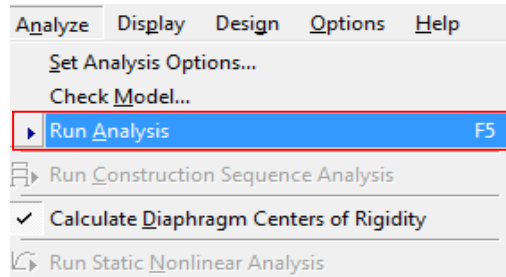 Analyze Display Design Options Help
Set Analysis Options...
Check Model...
Run Analysis F5
Run Construction Sequence Analysis
Calculate Diaphragm Centers of Rigidity
Run Static Nonlinear Analysis